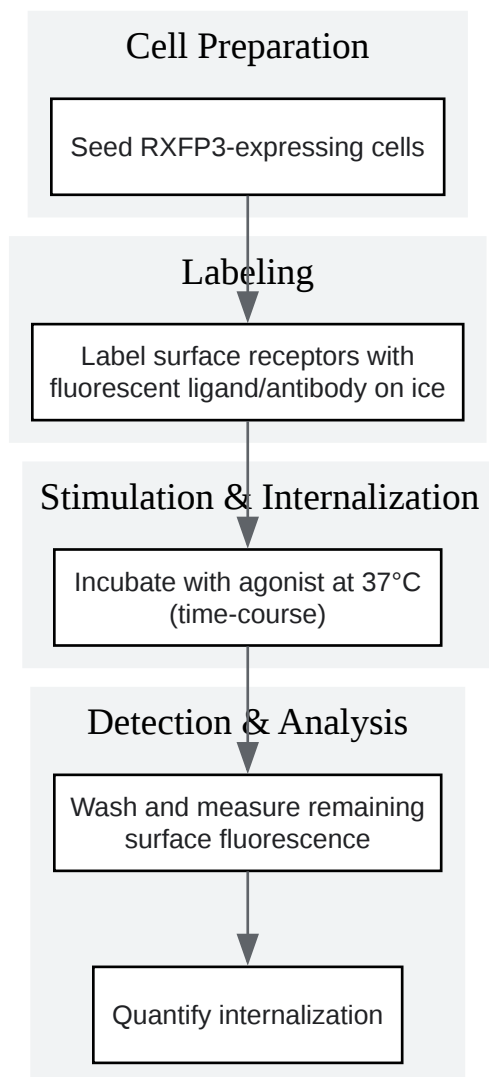 Cell Preparation
Seed RXFP3-expressing cells
Labeling
Label surface receptors with
fluorescent ligand/antibody on ice
Stimulation & Internalization
Incubate with agonist at 37°C
(time-course)
Detection & Analysis
Wash and measure remaining
surface fluorescence
Quantify internalization